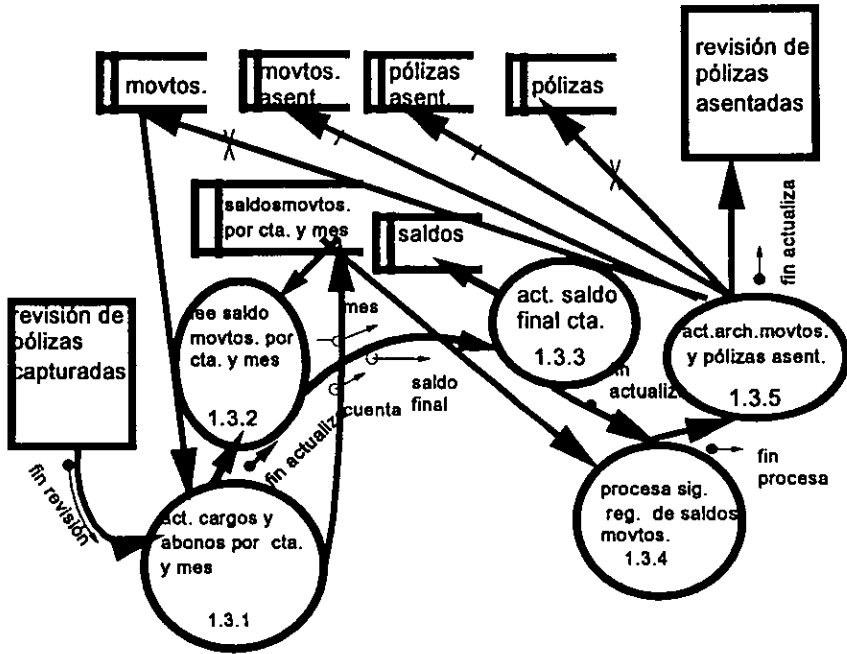 movtos.
movtos.
asent.
pólizas
asent.
pólizas
revisión de
pólizas
asentadas
saldosmovtos.
por cta. y mes
saldos
fin actualiza
revisión de
pólizas
capturadas
lee saldo
movtos. por
cta. y mes
1.3.2
mes
saldo
final
cuenta
act. saldo
final cta.
1.3.3
fin
actualiza
act.arch.movtos.
y pólizas asent.
1.3.5
fin revisión
fin actualiza
fin
procesa
act. cargos y
abonos por cta.
y mes
1.3.1
procesa sig.
reg. de saldos
movtos.
1.3.4